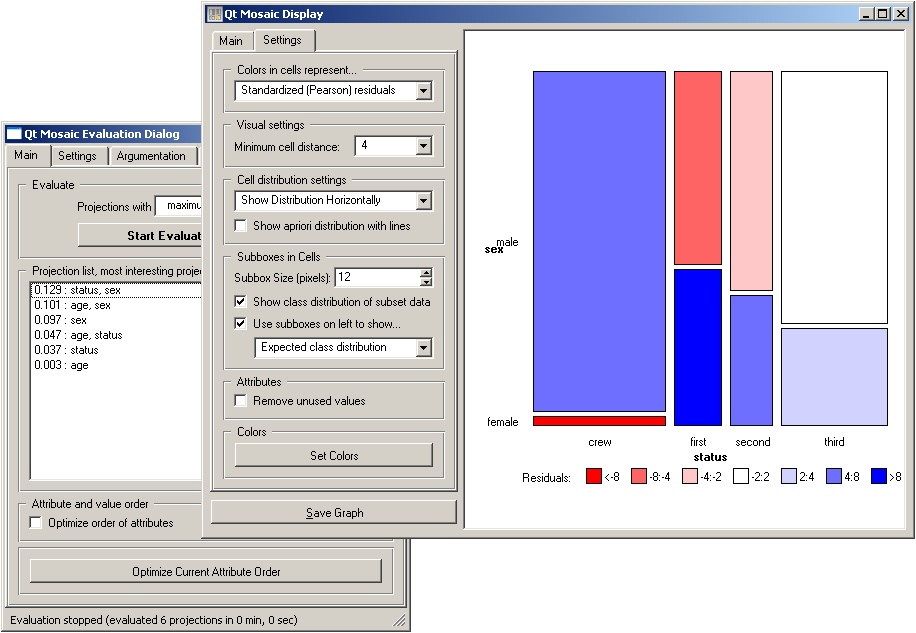 Qt Mosaic Evaluation Dialog
Main Settings Argumentation
Evaluate
Projections with
Start
Projection list, most interesting
0.129 : status, sex
0.101 : age, sex
0.097 : sex
0.047 : age, status
0.037 : status
0.003 : age
Attribute and value order
Optimize order of attributes
Optimize Current Attribute Order
Evaluation stopped (evaluated 6 projections in 0 min, 0 sec)
Qt Mosaic Display
Main Settings
Colors in cells represent...
Standardized (Pearson) residuals
Visual settings
Minimum cell distance: 4
Cell distribution settings
Show Distribution Horizontally
Show apriori distribution with lines
Subboxes in Cells
Subbox Size (pixels): 12
Show class distribution of subset data
Use subboxes on left to show...
Expected class distribution
Attributes
Remove unused values
Colors
Set Colors
Save Graph
male
sex
female
crew first second third
status
Residuals: <-8 -8:-4 -4:-2 -2:2 2:4 4:8 >8